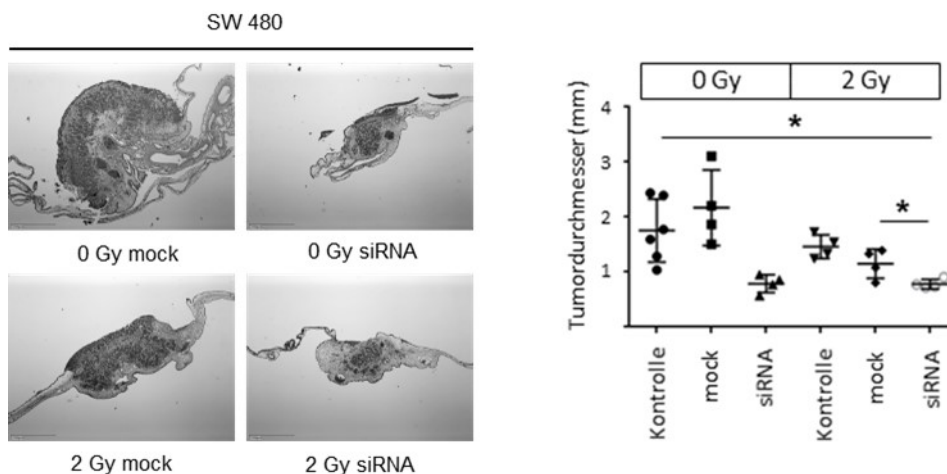 SW 480
0 Gy mock
0 Gy siRNA
2 Gy mock
2 Gy siRNA
0 Gy
2 Gy
Tumordurchmesser (mm)
4
3
2
1
*
*
Kontrolle
mock
siRNA
Kontrolle
mock
siRNA